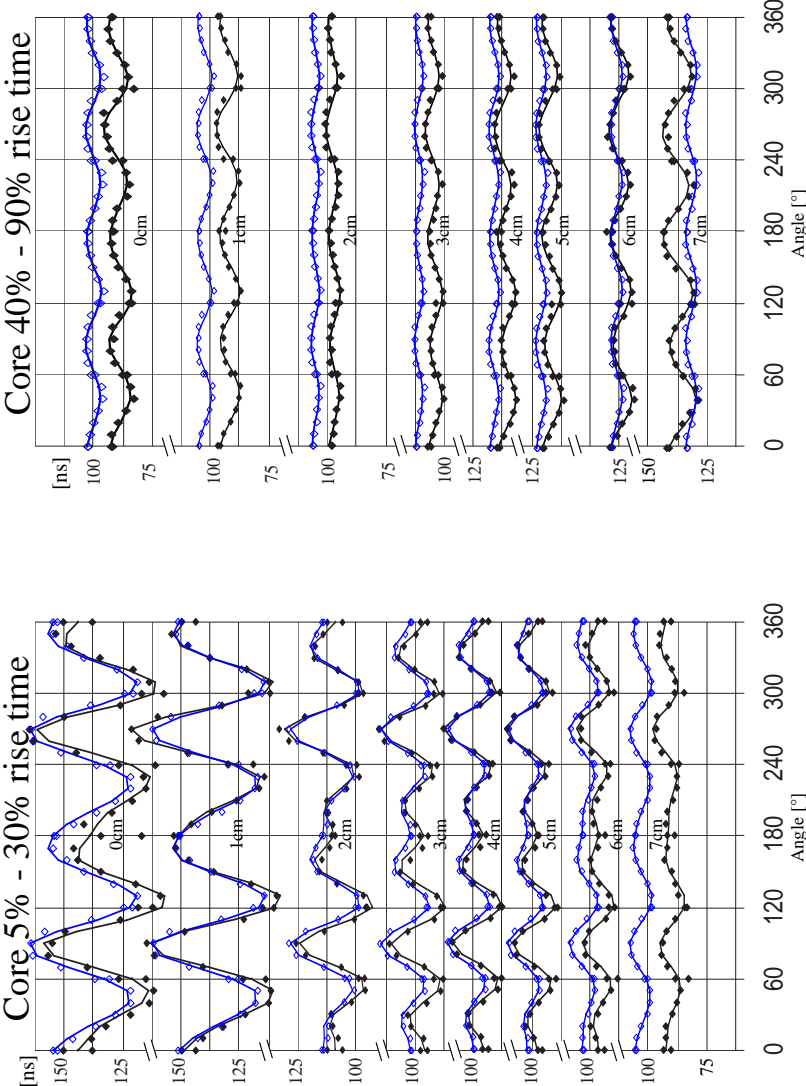 Core 5% - 30% rise time
[ns]
150
0cm
125
150
1cm
125
125
2cm
100
100
3cm
100
4cm
100
5cm
100
6cm
100
7cm
75
0 60 120 180 240 300 360
Angle [°]
Core 40% - 90% rise time
[ns]
100
0cm
75
100
1cm
75
100
2cm
75
100
3cm
125
4cm
125
5cm
125
6cm
150
7cm
125
0 60 120 180 240 300 360
Angle [°]